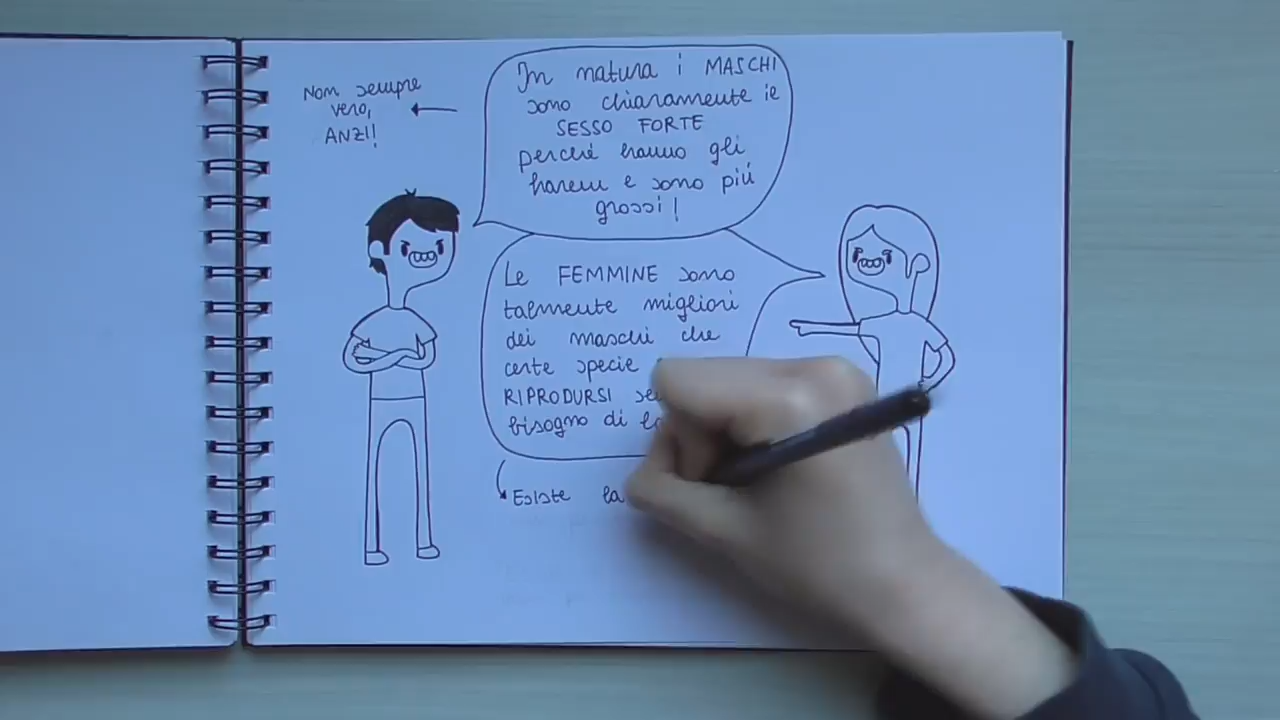 Non sempre
vero,
ANZI!
In natura i MASCHI
sono chiaramente il
SESSO FORTE
perché hanno gli
harem e sono più
grossi!
Le FEMMINE sono
talmente migliori
dei maschi che
certe specie
RIPRODURSI
bisogno di
Esiste la